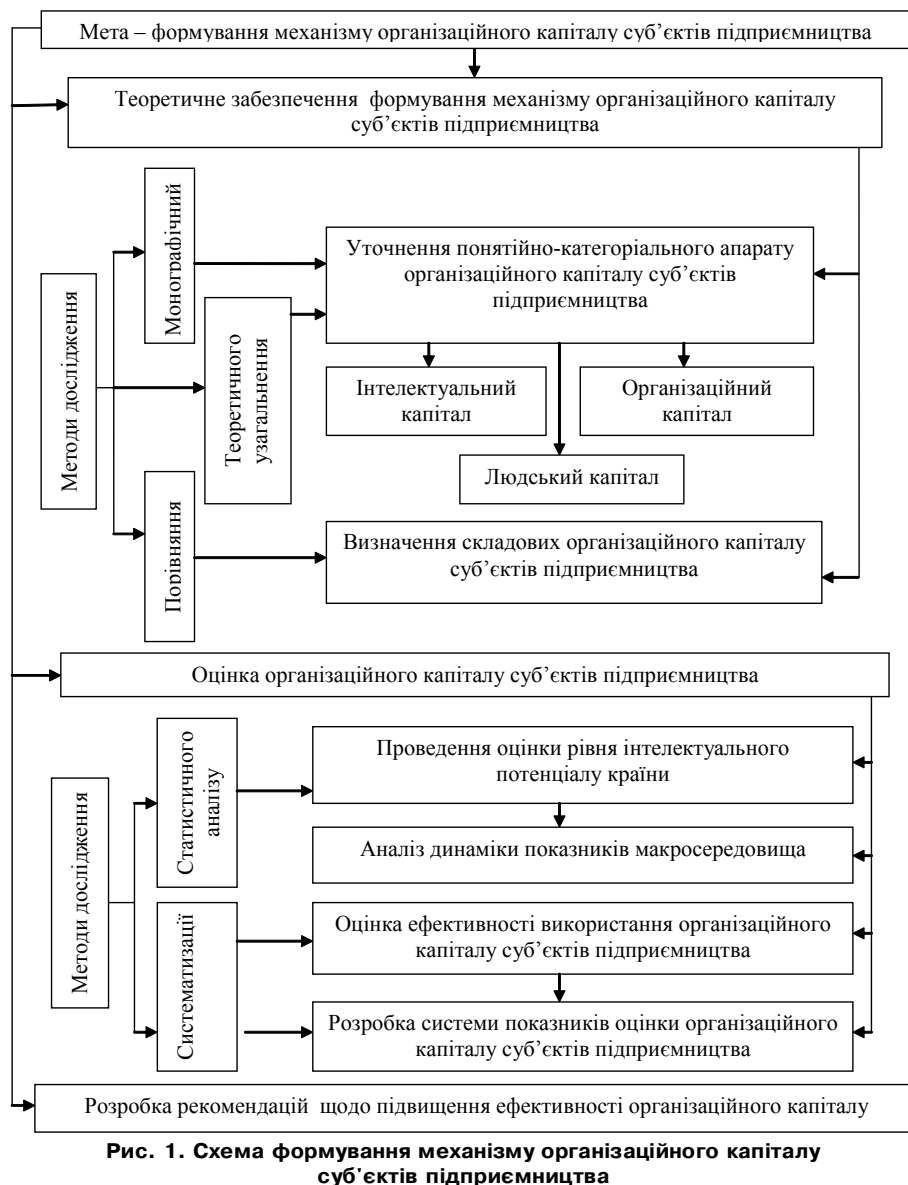 Мета – формування механізму організаційного капіталу суб’єктів підприємництва
Теоретичне забезпечення формування механізму організаційного капіталу
суб’єктів підприємництва
Методи дослідження
Монографічний
Теоретичного
узагальнення
Порівняння
Уточнення понятійно-категоріального апарату
організаційного капіталу суб’єктів
підприємництва
Інтелектуальний
капітал
Організаційний
капітал
Людський капітал
Визначення складових організаційного капіталу
суб’єктів підприємництва
Оцінка організаційного капіталу суб’єктів підприємництва
Методи дослідження
Статистичного
аналізу
Систематизації
Проведення оцінки рівня інтелектуального
потенціалу країни
Аналіз динаміки показників макросередовища
Оцінка ефективності використання організаційного
капіталу суб’єктів підприємництва
Розробка системи показників оцінки організаційного
капіталу суб’єктів підприємництва
Розробка рекомендацій щодо підвищення ефективності організаційного капіталу
Рис. 1. Схема формування механізму організаційного капіталу
суб'єктів підприємництва